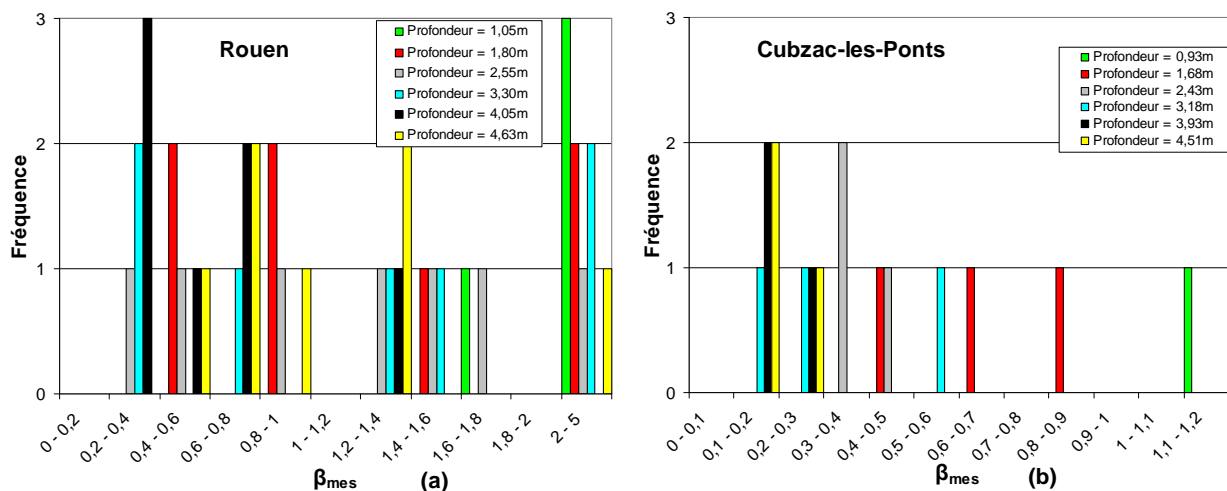 Rouen
Profondeur = 1,05m
Profondeur = 1,80m
Profondeur = 2,55m
Profondeur = 3,30m
Profondeur = 4,05m
Profondeur = 4,63m
Fréquence
3
2
1
0
0 - 0,2
0,2 - 0,4
0,4 - 0,6
0,6 - 0,8
0,8 - 1
1 - 1,2
1,2 - 1,4
1,4 - 1,6
1,6 - 1,8
1,8 - 2
2 - 5
βmes
(a)
Cubzac-les-Ponts
Profondeur = 0,93m
Profondeur = 1,68m
Profondeur = 2,43m
Profondeur = 3,18m
Profondeur = 3,93m
Profondeur = 4,51m
Fréquence
3
2
1
0
0 - 0,1
0,1 - 0,2
0,2 - 0,3
0,3 - 0,4
0,4 - 0,5
0,5 - 0,6
0,6 - 0,7
0,7 - 0,8
0,8 - 0,9
0,9 - 1
1 - 1,1
1,1 - 1,2
βmes
(b)